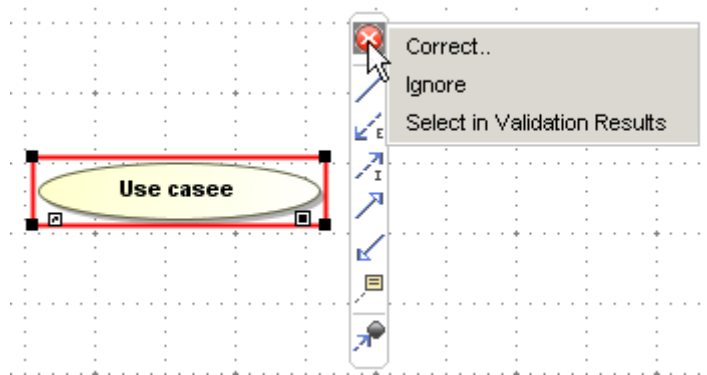 Correct..
Ignore
Select in Validation Results
E
Use casee
I